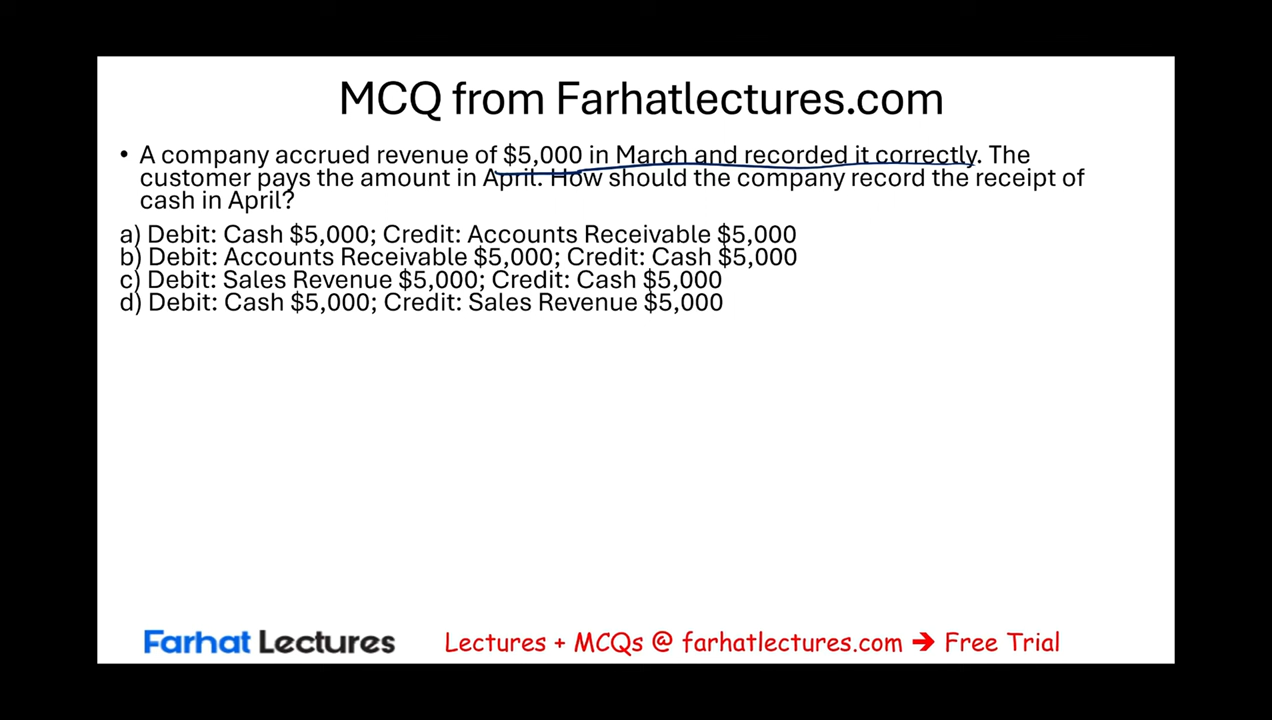 MCQ from Farhatlectures.com
• A company accrued revenue of $5,000 in March and recorded it correctly. The
customer pays the amount in April. How should the company record the receipt of
cash in April?
a) Debit: Cash $5,000; Credit: Accounts Receivable $5,000
b) Debit: Accounts Receivable $5,000; Credit: Cash $5,000
c) Debit: Sales Revenue $5,000; Credit: Cash $5,000
d) Debit: Cash $5,000; Credit: Sales Revenue $5,000
Farhat Lectures Lectures + MCQs @ farhatlectures.com → Free Trial